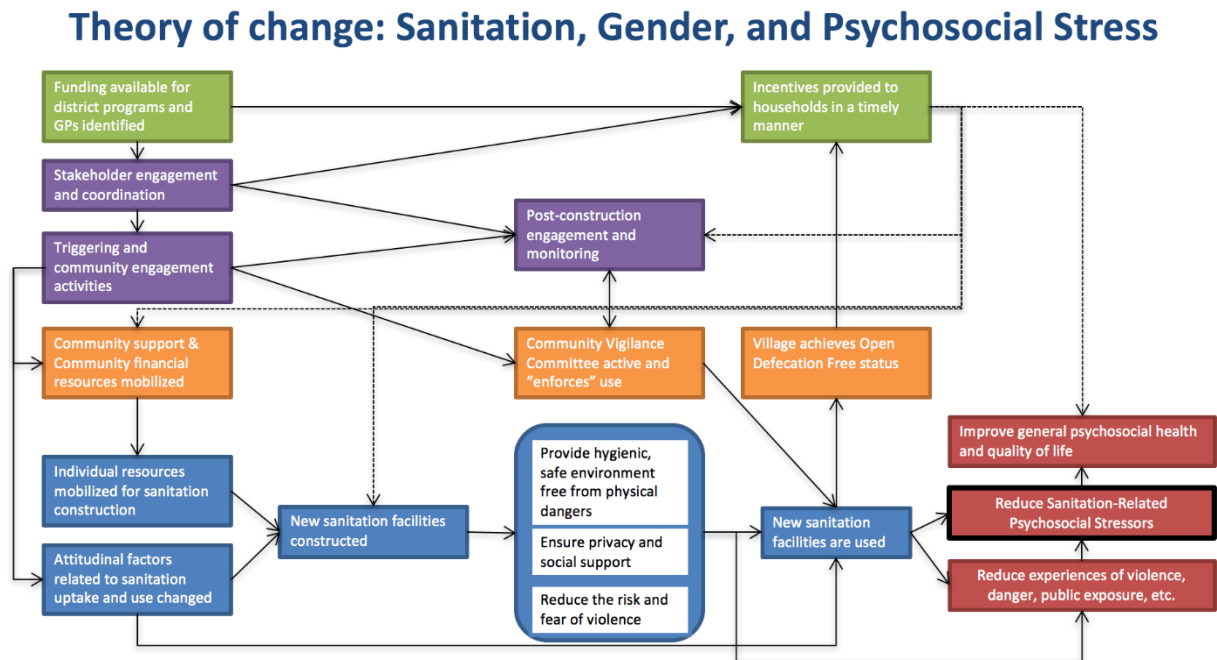 Theory of change: Sanitation, Gender, and Psychosocial Stress
Funding available for
district programs and
GPs identified
Incentives provided to
households in a timely
manner
Stakeholder engagement
and coordination
Post-construction
engagement and
monitoring
Triggering and
community engagement
activities
Community support &
Community financial
resources mobilized
Community Vigilance
Committee active and
“enforces” use
Village achieves Open
Defecation Free status
Individual resources
mobilized for sanitation
construction
Attitudinal factors
related to sanitation
uptake and use changed
New sanitation facilities
constructed
Provide hygienic,
safe environment
free from physical
dangers
Ensure privacy and
social support
Reduce the risk and
fear of violence
New sanitation
facilities are used
Improve general psychosocial health
and quality of life
Reduce Sanitation-Related
Psychosocial Stressors
Reduce experiences of violence,
danger, public exposure, etc.